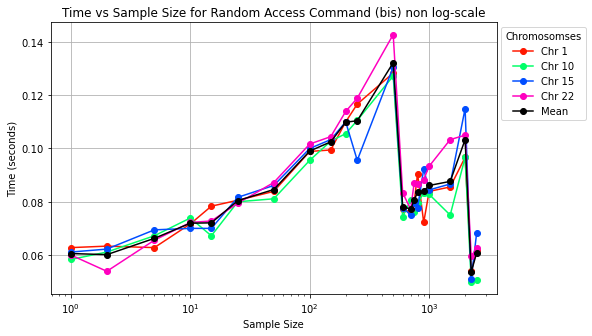 Time vs Sample Size for Random Access Command (bis) non log-scale
0.14
0.12
0.10
0.08
0.06
Time (seconds)
10⁰
10¹
10²
10³
Sample Size
Chromosomses
Chr 1
Chr 10
Chr 15
Chr 22
Mean